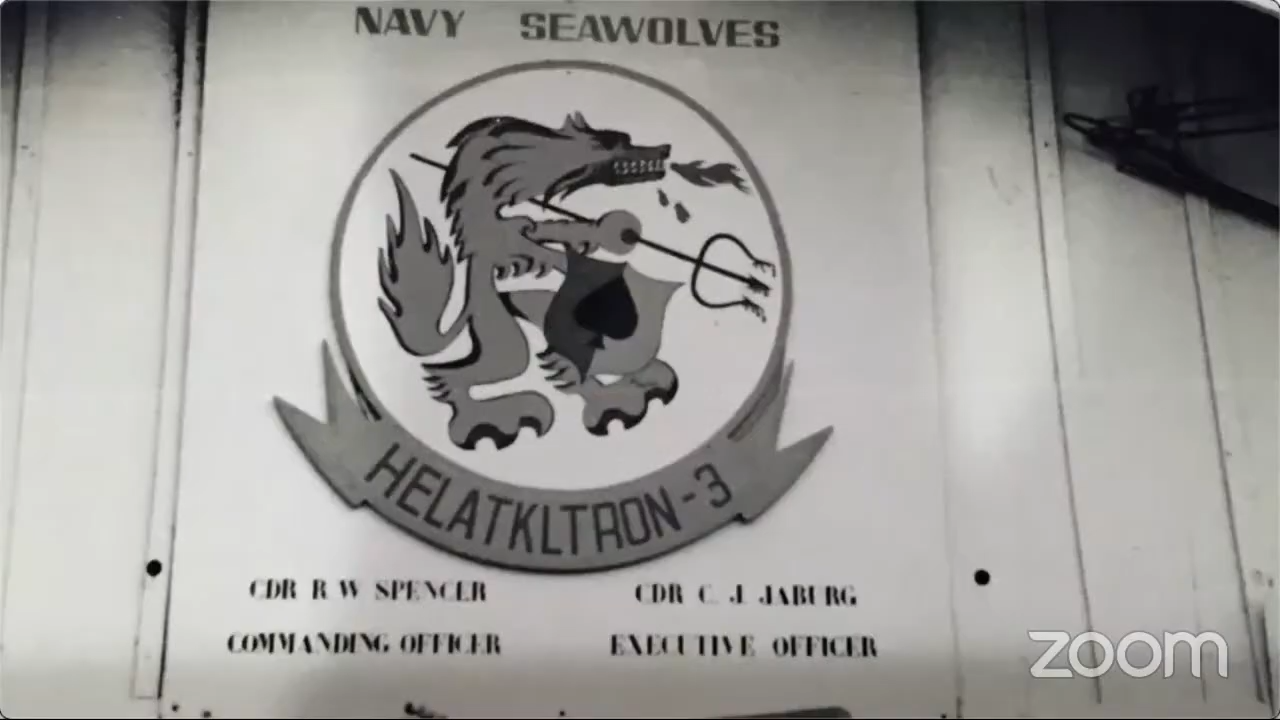 NAVY SEAWOLVES
HELATKLTRON-3
CDR R W SPENCER
COMMANDING OFFICER
CDR C. J. JABURG
EXECUTIVE OFFICER
zoom